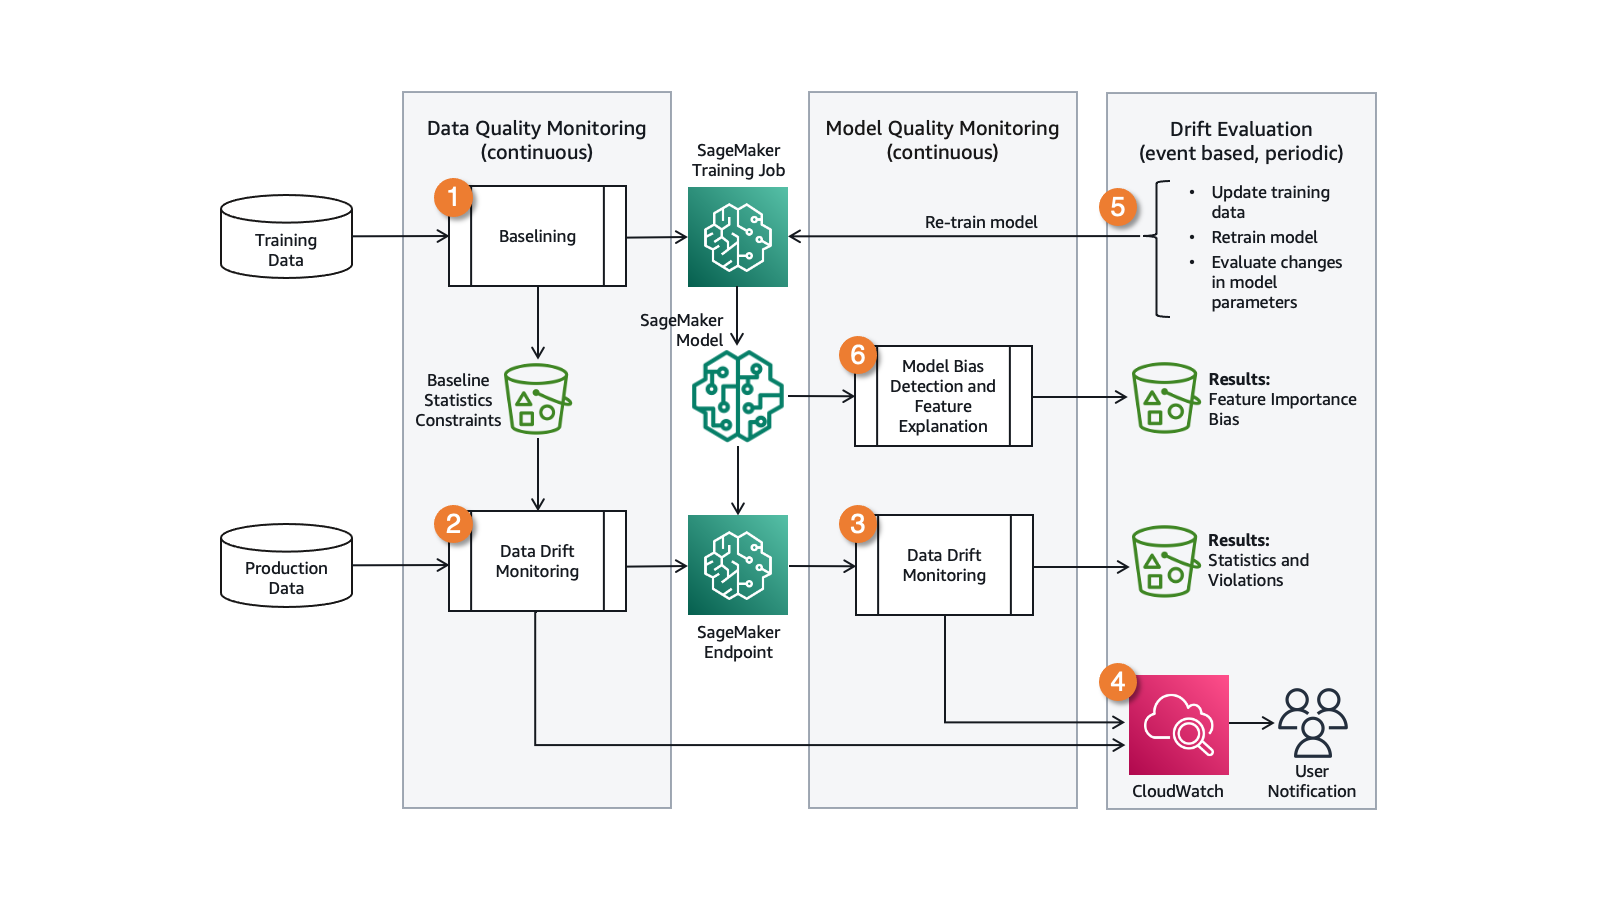 Data Quality Monitoring
(continuous)
Model Quality Monitoring
(continuous)
Drift Evaluation
(event based, periodic)
SageMaker
Training Job
1
Training
Data
Baselining
Re-train model
5
• Update training
data
• Retrain model
• Evaluate changes
in model
parameters
SageMaker
Model
Baseline
Statistics
Constraints
6
Model Bias
Detection and
Feature
Explanation
Results:
Feature Importance
Bias
2
Production
Data
Data Drift
Monitoring
SageMaker
Endpoint
3
Data Drift
Monitoring
Results:
Statistics and
Violations
4
CloudWatch
User
Notification